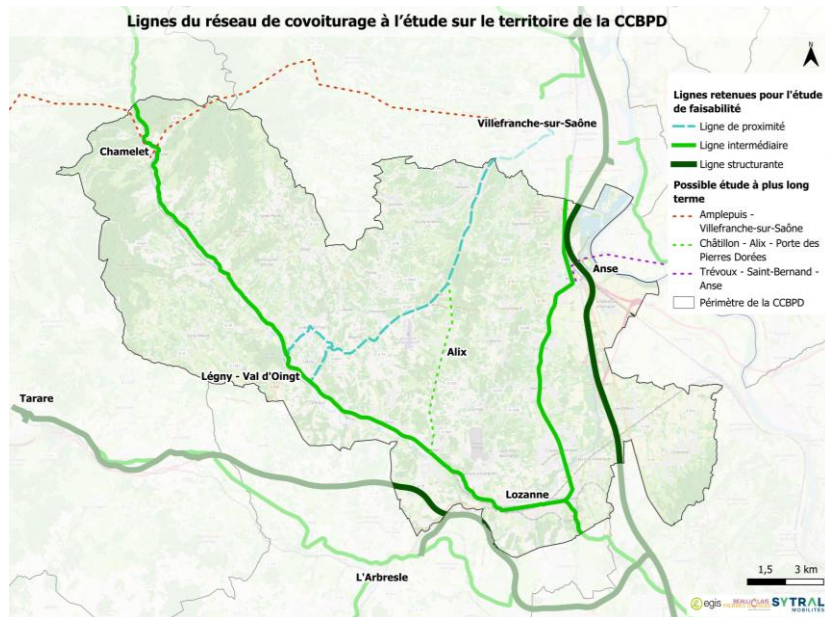 Lignes du réseau de covoiturage à l'étude sur le territoire de la CCBPD
N
Lignes retenues pour l'étude
de faisabilité
Ligne de proximité
Ligne intermédiaire
Ligne structurante
Possible étude à plus long
terme
Amplepuis -
Villefranche-sur-Saône
Châtillon - Alix - Porte des
Pierres Dorées
Trévoux - Saint-Bernand -
Anse
Périmètre de la CCBPD
Villefranche-sur-Saône
Chamelet
Anse
Alix
Légny - Val d'Oingt
Tarare
Lozanne
L'Arbresle
1,5 3 km
egis
SYTRAL
MOBILITÉS